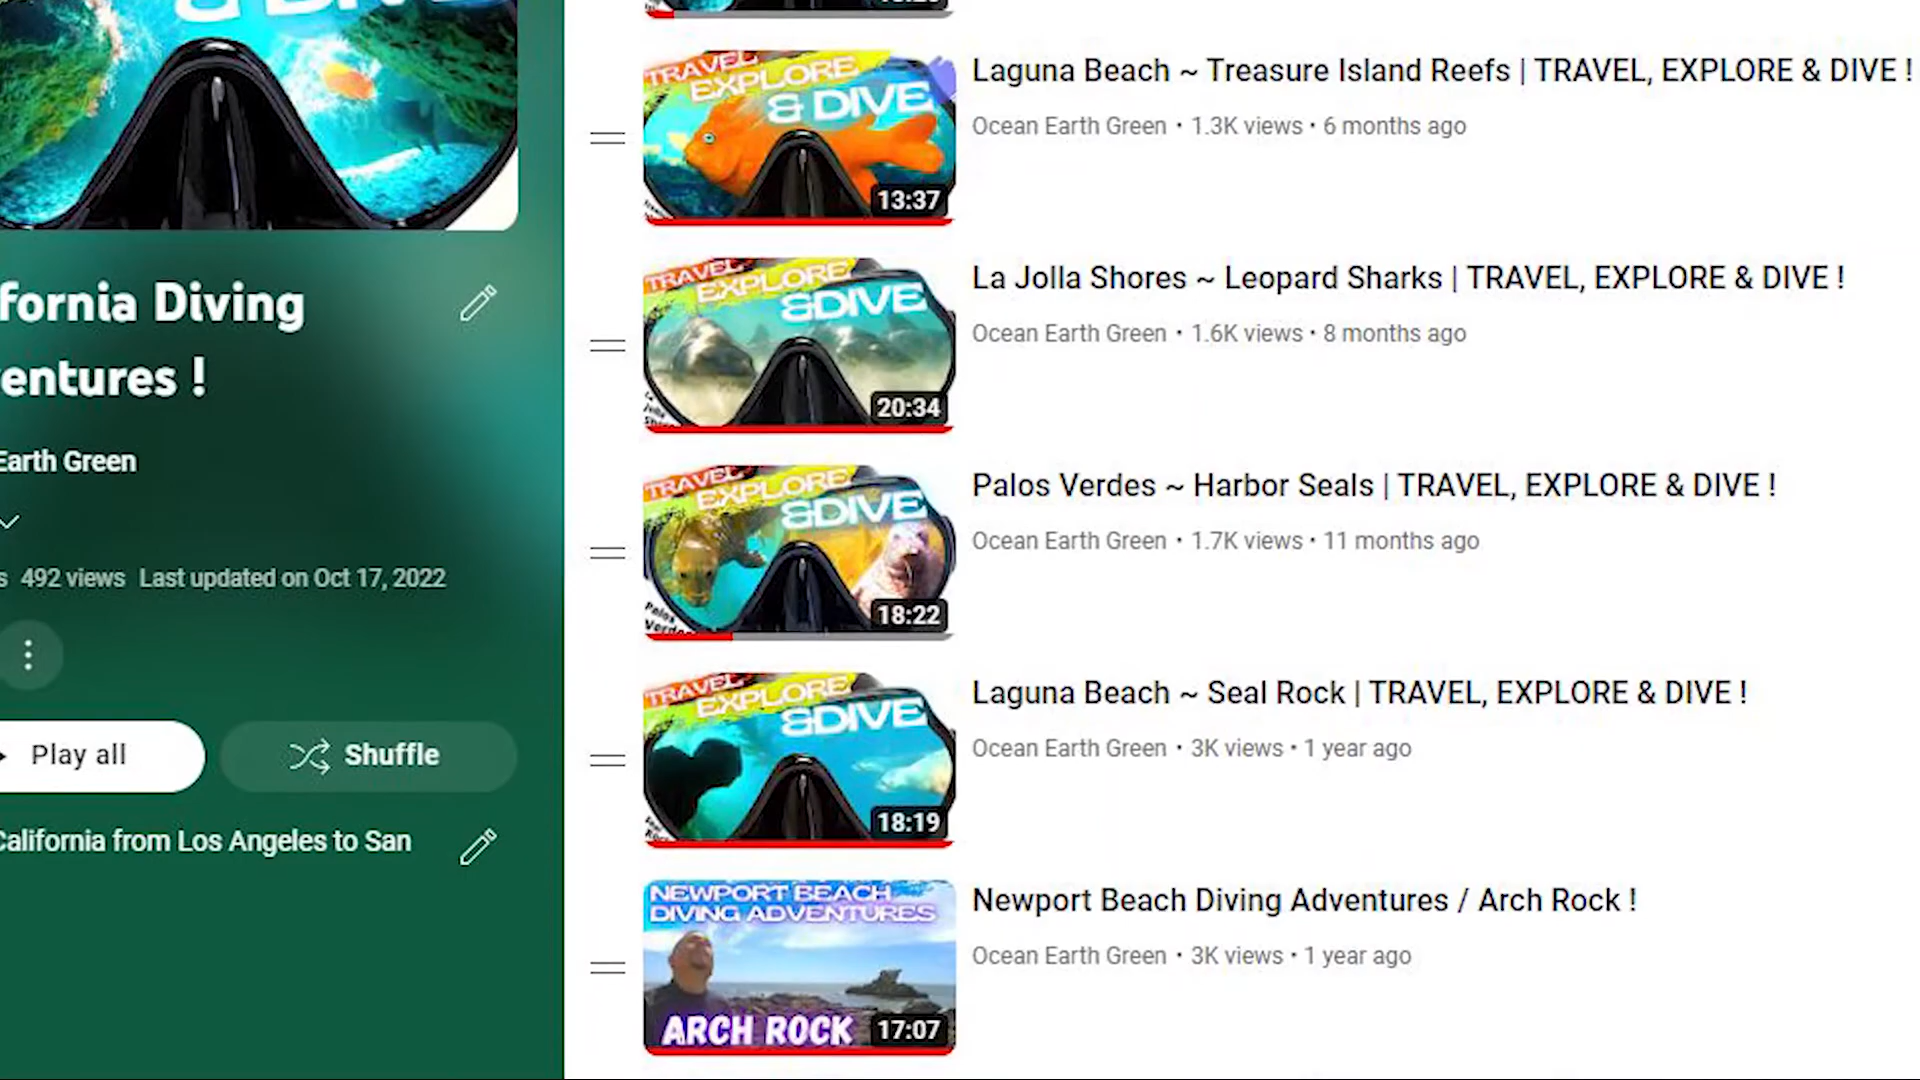 & DIVE
fornia Diving
entures !
Earth Green
s 492 views Last updated on Oct 17, 2022
Play all
Shuffle
California from Los Angeles to San
TRAVEL
EXPLORE
& DIVE
13:37
Laguna Beach ~ Treasure Island Reefs | TRAVEL, EXPLORE & DIVE !
Ocean Earth Green • 1.3K views • 6 months ago
TRAVEL
EXPLORE
&DIVE
La Jolla
20:34
La Jolla Shores ~ Leopard Sharks | TRAVEL, EXPLORE & DIVE !
Ocean Earth Green • 1.6K views • 8 months ago
TRAVEL
EXPLORE
&DIVE
Palos
Verdes
18:22
Palos Verdes ~ Harbor Seals | TRAVEL, EXPLORE & DIVE !
Ocean Earth Green • 1.7K views • 11 months ago
TRAVEL
EXPLORE
&DIVE
18:19
Laguna Beach ~ Seal Rock | TRAVEL, EXPLORE & DIVE !
Ocean Earth Green • 3K views • 1 year ago
NEWPORT BEACH
DIVING ADVENTURES
ARCH ROCK
17:07
Newport Beach Diving Adventures / Arch Rock !
Ocean Earth Green • 3K views • 1 year ago